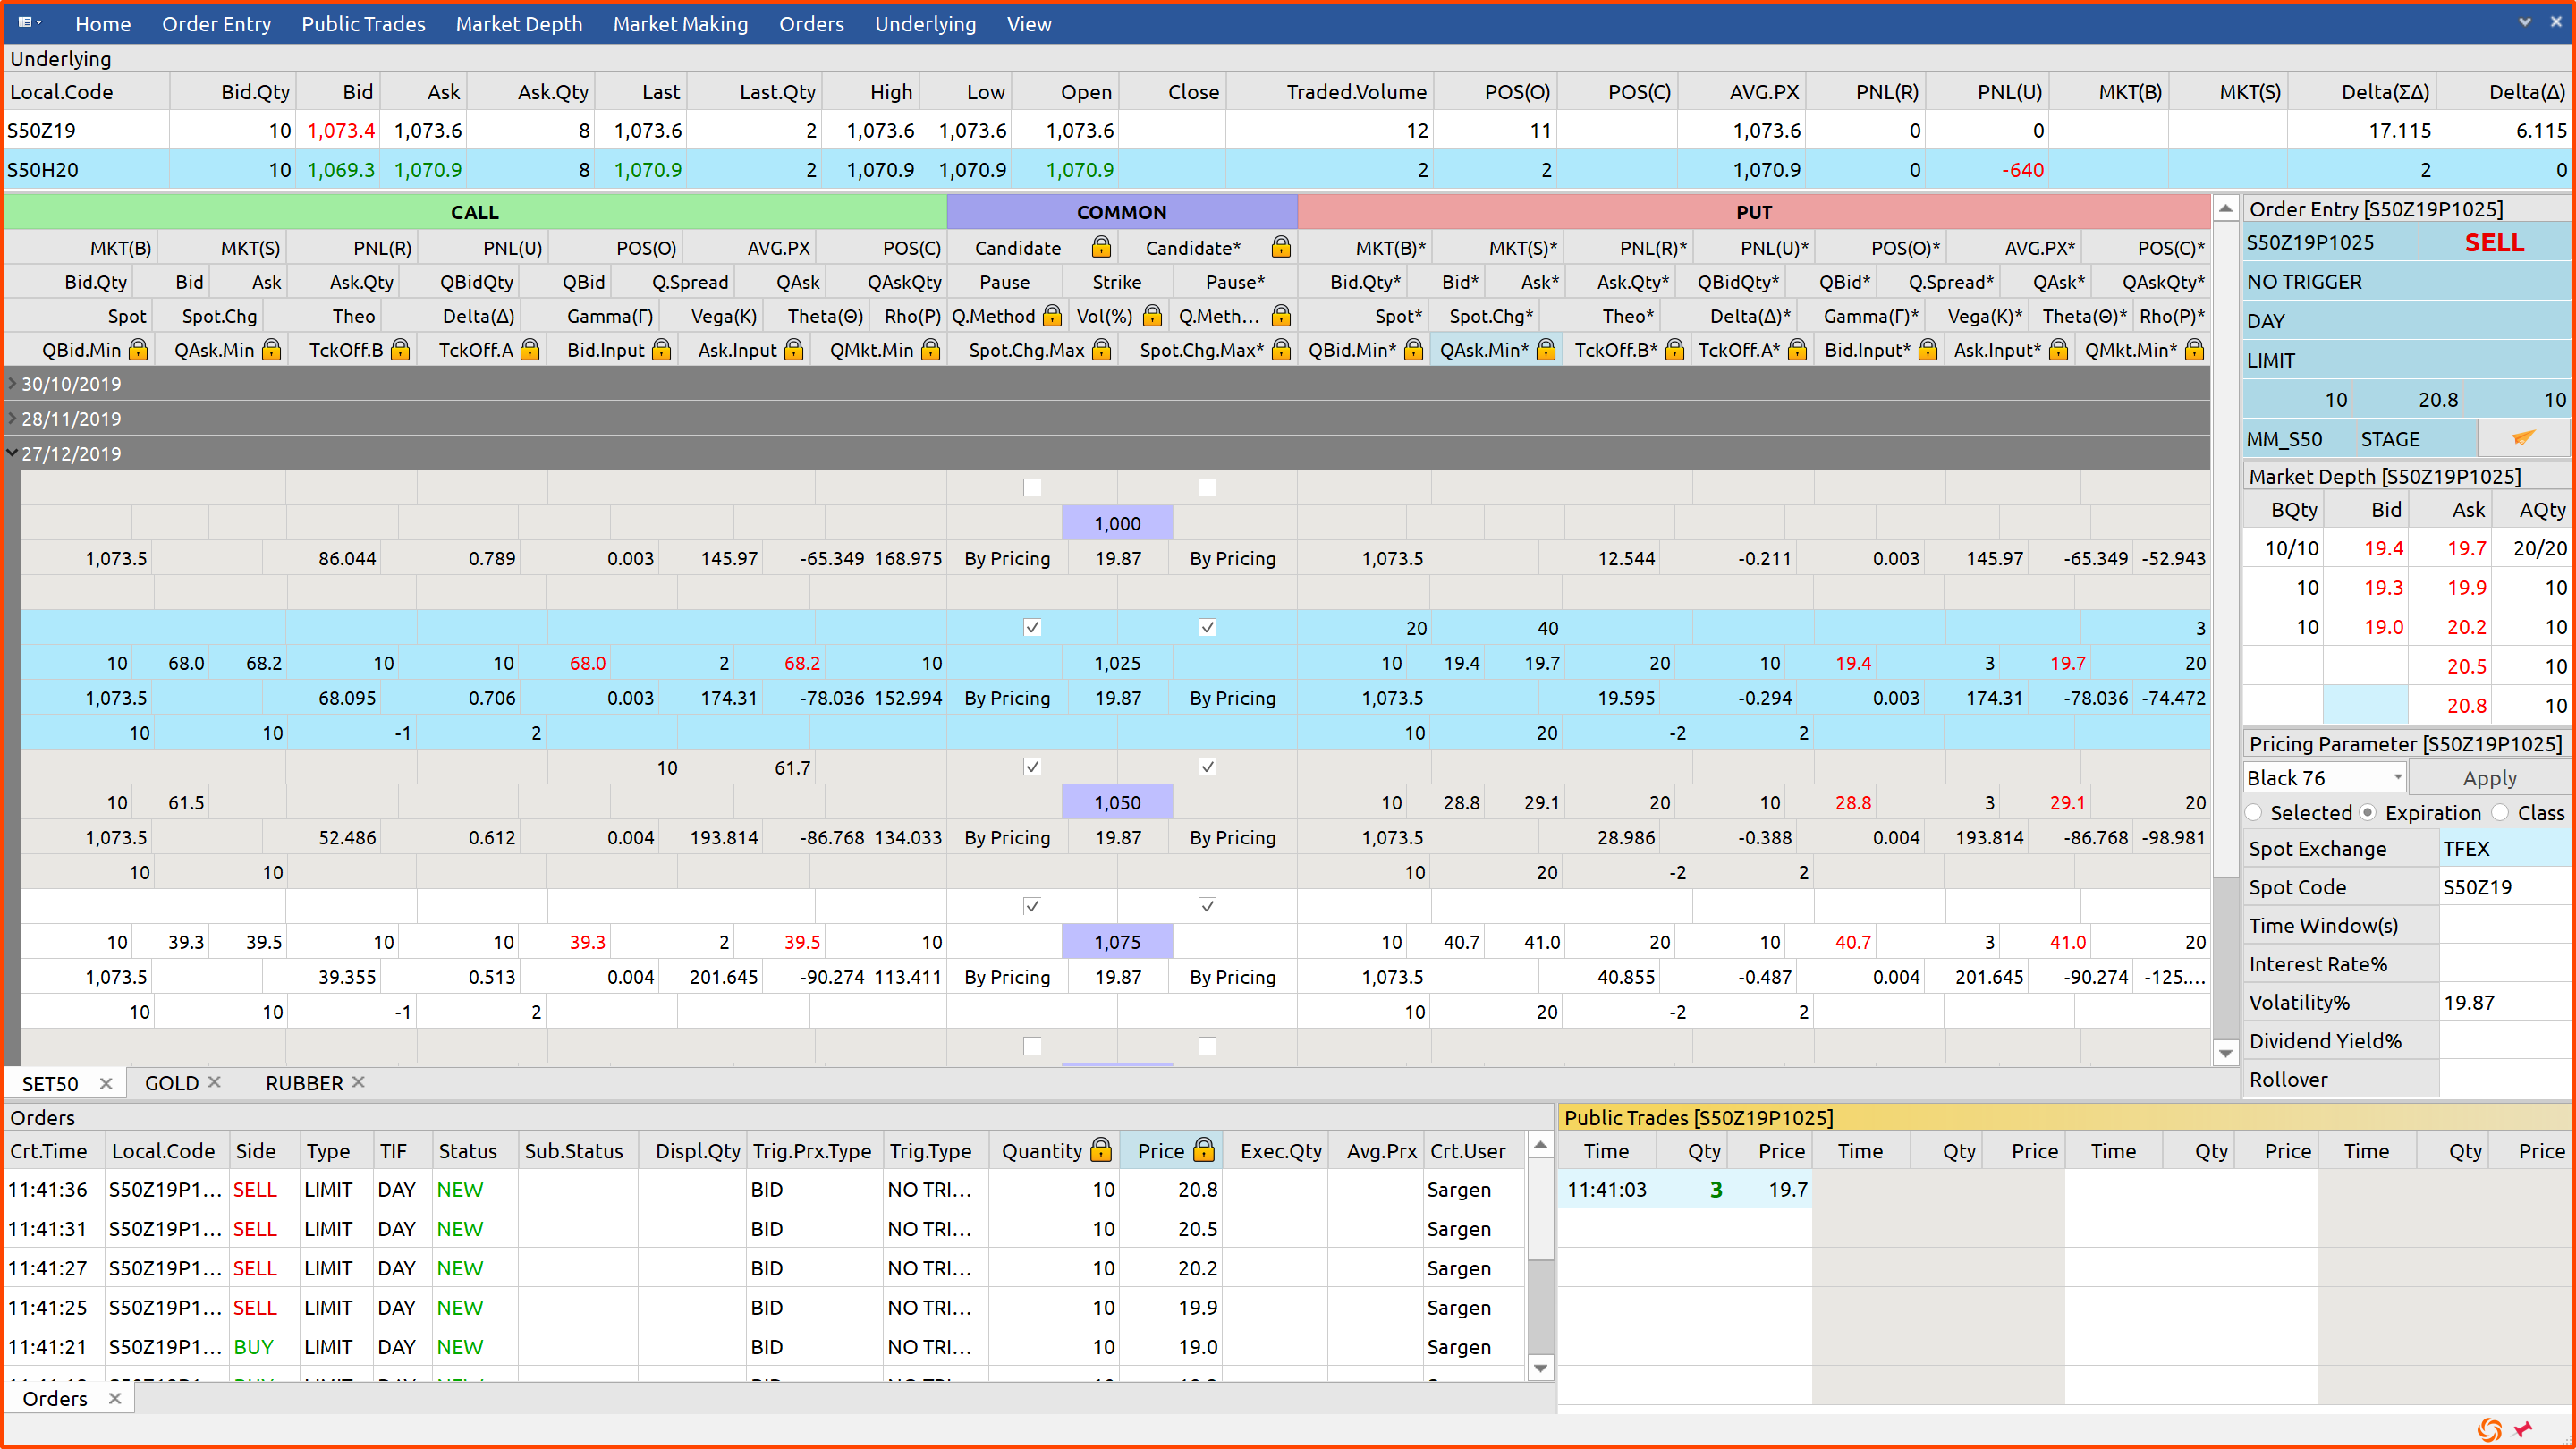 Home Order Entry Public Trades Market Depth Market Making Orders Underlying View
Underlying
Local.Code Bid.Qty Bid Ask Ask.Qty Last Last.Qty High Low Open Close Traded.Volume POS(O) POS(C) AVG.PX PNL(R) PNL(U) MKT(B) MKT(S) Delta(ΣΔ) Delta(Δ)
S50Z19 10 1,073.4 1,073.6 8 1,073.6 2 1,073.6 1,073.6 1,073.6 12 11 1,073.6 0 0 17.115 6.115
S50H20 10 1,069.3 1,070.9 8 1,070.9 2 1,070.9 1,070.9 1,070.9 2 2 1,070.9 0 -640 2 0
CALL COMMON PUT
MKT(B) MKT(S) PNL(R) PNL(U) POS(O) AVG.PX POS(C) Candidate Candidate* MKT(B)* MKT(S)* PNL(R)* PNL(U)* POS(O)* AVG.PX* POS(C)*
Bid.Qty Bid Ask Ask.Qty QBidQty QBid Q.Spread QAsk QAskQty Pause Strike Pause* Bid.Qty* Bid* Ask* Ask.Qty* QBidQty* QBid* Q.Spread* QAsk* QAskQty*
Spot Spot.Chg Theo Delta(Δ) Gamma(Γ) Vega(K) Theta(Θ) Rho(P) Q.Method Vol(%) Q.Meth... Spot* Spot.Chg* Theo* Delta(Δ)* Gamma(Γ)* Vega(K)* Theta(Θ)* Rho(P)*
QBid.Min QAsk.Min TckOff.B TckOff.A Bid.Input Ask.Input QMkt.Min Spot.Chg.Max Spot.Chg.Max* QBid.Min* QAsk.Min* TckOff.B* TckOff.A* Bid.Input* Ask.Input* QMkt.Min*
30/10/2019
28/11/2019
27/12/2019
1,000
1,073.5 86.044 0.789 0.003 145.97 -65.349 168.975 By Pricing 19.87 By Pricing 1,073.5 12.544 -0.211 0.003 145.97 -65.349 -52.943
20 40 3
10 68.0 68.2 10 10 68.0 2 68.2 10 1,025 10 19.4 19.7 20 10 19.4 3 19.7 20
1,073.5 68.095 0.706 0.003 174.31 -78.036 152.994 By Pricing 19.87 By Pricing 1,073.5 19.595 -0.294 0.003 174.31 -78.036 -74.472
10 10 -1 2 10 20 -2 2
10 61.7
10 61.5 1,050 10 28.8 29.1 20 10 28.8 3 29.1 20
1,073.5 52.486 0.612 0.004 193.814 -86.768 134.033 By Pricing 19.87 By Pricing 1,073.5 28.986 -0.388 0.004 193.814 -86.768 -98.981
10 10 10 20 -2 2
10 39.3 39.5 10 10 39.3 2 39.5 10 1,075 10 40.7 41.0 20 10 40.7 3 41.0 20
1,073.5 39.355 0.513 0.004 201.645 -90.274 113.411 By Pricing 19.87 By Pricing 1,073.5 40.855 -0.487 0.004 201.645 -90.274 -125....
10 10 -1 2 10 20 -2 2
SET50 GOLD RUBBER
Order Entry [S50Z19P1025]
S50Z19P1025 SELL
NO TRIGGER
DAY
LIMIT
10 20.8 10
MM_S50 STAGE
Market Depth [S50Z19P1025]
BQty Bid Ask AQty
10/10 19.4 19.7 20/20
10 19.3 19.9 10
10 19.0 20.2 10
20.5 10
20.8 10
Pricing Parameter [S50Z19P1025]
Black 76 Apply
Selected Expiration Class
Spot Exchange TFEX
Spot Code S50Z19
Time Window(s)
Interest Rate%
Volatility% 19.87
Dividend Yield%
Rollover
Orders
Crt.Time Local.Code Side Type TIF Status Sub.Status Displ.Qty Trig.Prx.Type Trig.Type Quantity Price Exec.Qty Avg.Prx Crt.User
11:41:36 S50Z19P1... SELL LIMIT DAY NEW BID NO TRI... 10 20.8 Sargen
11:41:31 S50Z19P1... SELL LIMIT DAY NEW BID NO TRI... 10 20.5 Sargen
11:41:27 S50Z19P1... SELL LIMIT DAY NEW BID NO TRI... 10 20.2 Sargen
11:41:25 S50Z19P1... SELL LIMIT DAY NEW BID NO TRI... 10 19.9 Sargen
11:41:21 S50Z19P1... BUY LIMIT DAY NEW BID NO TRI... 10 19.0 Sargen
Orders
Public Trades [S50Z19P1025]
Time Qty Price Time Qty Price Time Qty Price Time Qty Price
11:41:03 3 19.7